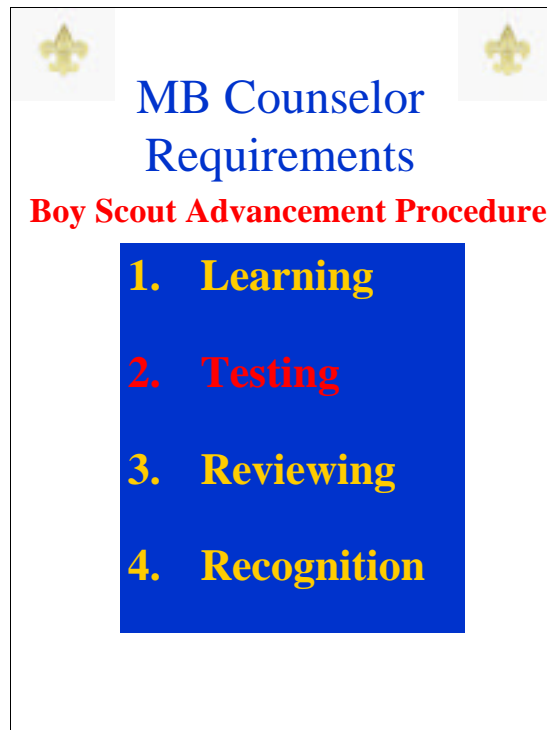 MB Counselor
Requirements
Boy Scout Advancement Procedure
1. Learning
2. Testing
3. Reviewing
4. Recognition